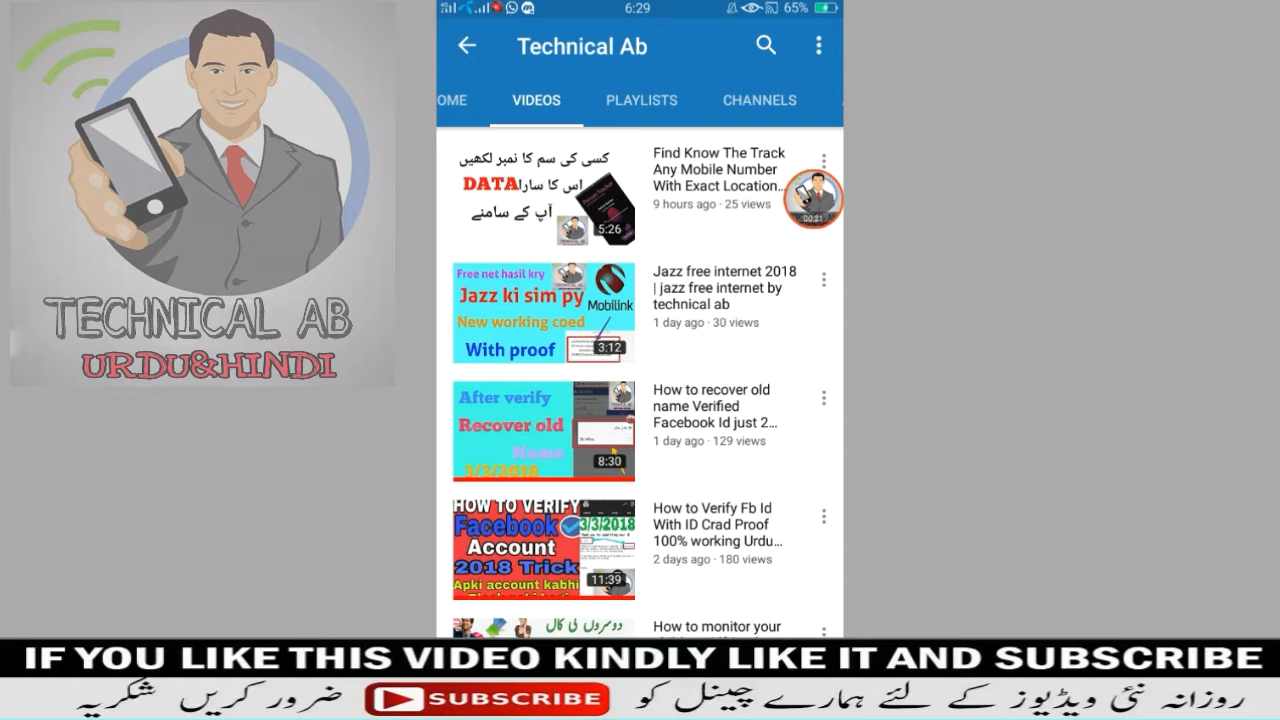 TECHNICAL AB
URDU&HINDI
6:29
65%
Technical Ab
OME
VIDEOS
PLAYLISTS
CHANNELS
کسی کی سم کا نمبر لکھیں
اس کا سارا DATA
آپ کے سامنے
5:26
Find Know The Track
Any Mobile Number
With Exact Location...
9 hours ago · 25 views
00:21
Free net hasil kry
Jazz ki sim py
Mobilink
New working coed
With proof
3:12
Jazz free internet 2018
| jazz free internet by
technical ab
1 day ago · 30 views
After verify
Recover old
Name
3/3/2018
8:30
How to recover old
name Verified
Facebook Id just 2...
1 day ago · 129 views
HOW TO VERIFY
Facebook
3/3/2018
Account
2018 Trick
Apki account kabhi
11:39
How to Verify Fb Id
With ID Crad Proof
100% working Urdu...
2 days ago · 180 views
دوسروں کی کال
How to monitor your
IF YOU LIKE THIS VIDEO KINDLY LIKE IT AND SUBSCRIBE
روزانہ نئی ویڈیوز کے لئے ہمارے چینل کو SUBSCRIBE ضرور کریں شکریہ